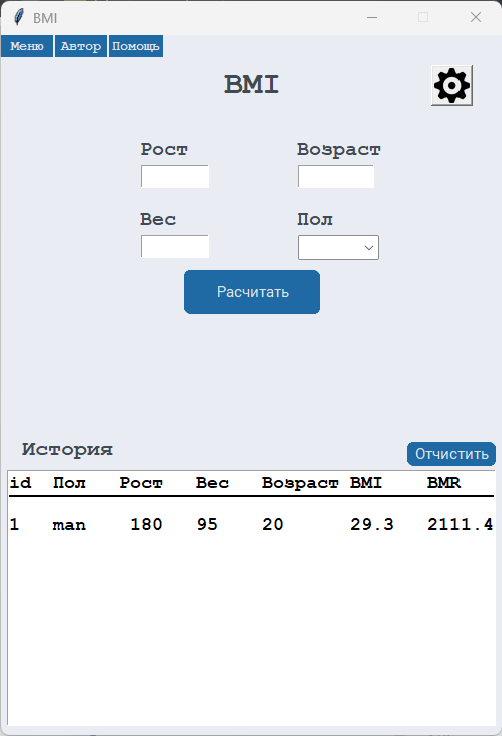 BMI
Меню Автор Помощь
BMI
Рост Возраст
Вес Пол
Расчитать
История Отчистить
id Пол Рост Вес Возраст BMI BMR
1 man 180 95 20 29.3 2111.4